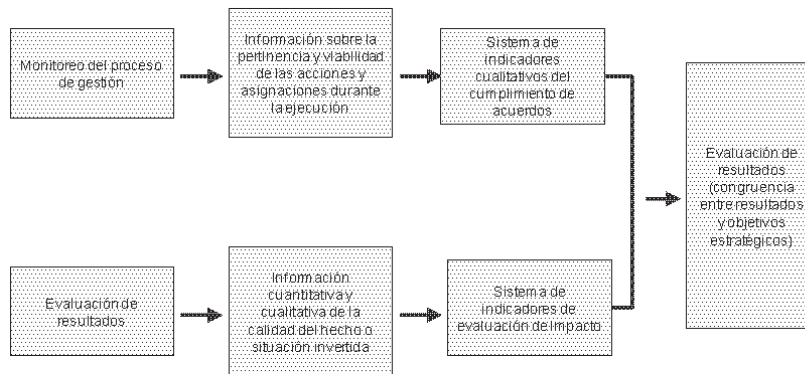 Monitoreo del proceso
de gestión
Información sobre la
pertinencia y viabilidad
de las acciones y
asignaciones durante
la ejecución
Sistema de
indicadores
cualitativos del
cumplimiento de
acuerdos
Evaluación de
resultados
(congruencia
entre resultados
y objetivos
estratégicos)
Evaluación de
resultados
Información
cuantitativa y
cualitativa de la
calidad del hecho o
situación invertida
Sistema de
indicadores de
evaluación de impacto